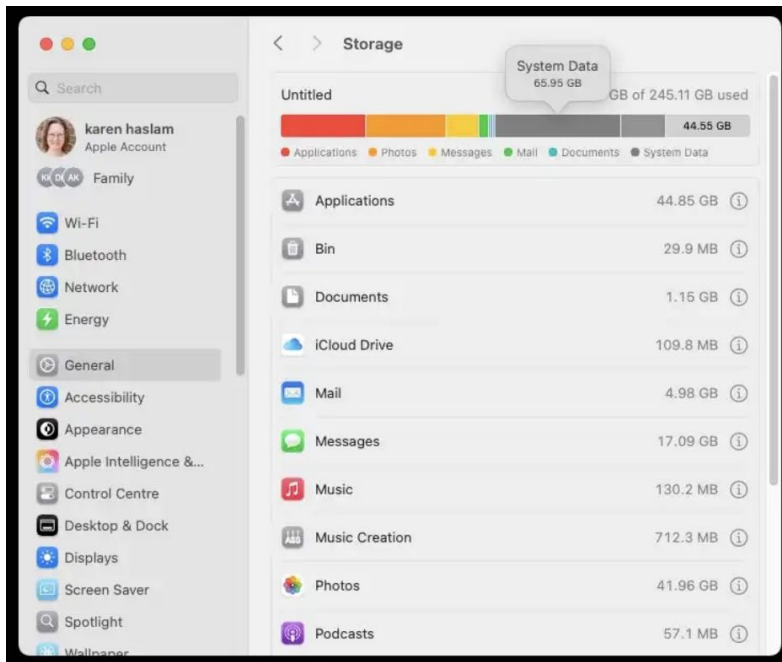 Storage
Search
karen haslam
Apple Account
Family
Wi-Fi
Bluetooth
Network
Energy
General
Accessibility
Appearance
Apple Intelligence &...
Control Centre
Desktop & Dock
Displays
Screen Saver
Spotlight
Wallpaper
System Data
65.95 GB
Untitled
GB of 245.11 GB used
44.55 GB
Applications Photos Messages Mail Documents System Data
Applications 44.85 GB
Bin 29.9 MB
Documents 1.15 GB
iCloud Drive 109.8 MB
Mail 4.98 GB
Messages 17.09 GB
Music 130.2 MB
Music Creation 712.3 MB
Photos 41.96 GB
Podcasts 57.1 MB